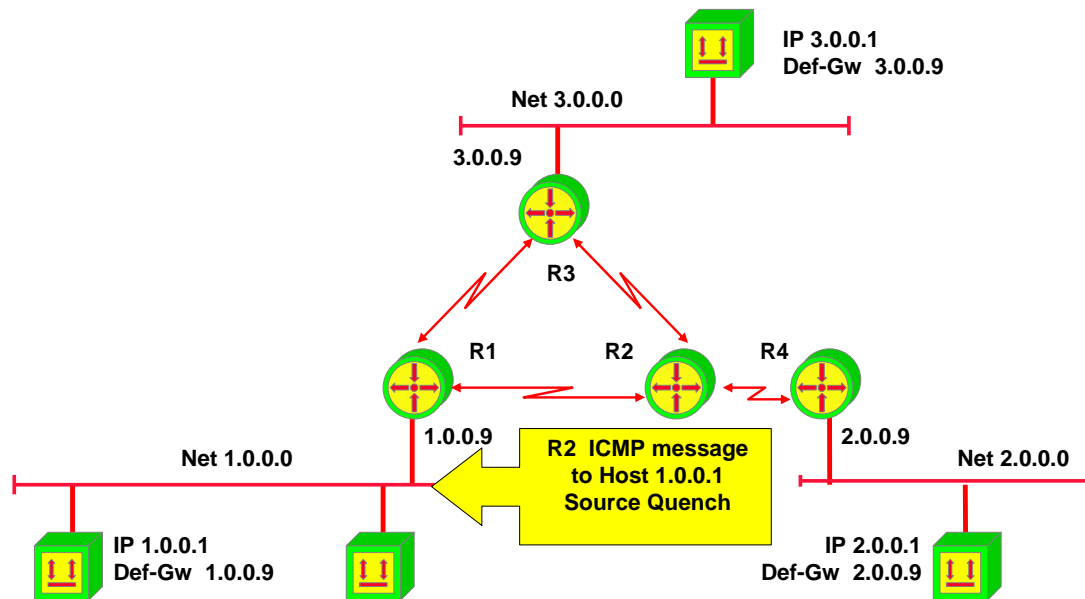 IP 3.0.0.1
Def-Gw 3.0.0.9
Net 3.0.0.0
3.0.0.9
R3
R1
R2
R4
1.0.0.9
2.0.0.9
Net 1.0.0.0
R2 ICMP message
to Host 1.0.0.1
Source Quench
Net 2.0.0.0
IP 1.0.0.1
Def-Gw 1.0.0.9
IP 2.0.0.1
Def-Gw 2.0.0.9